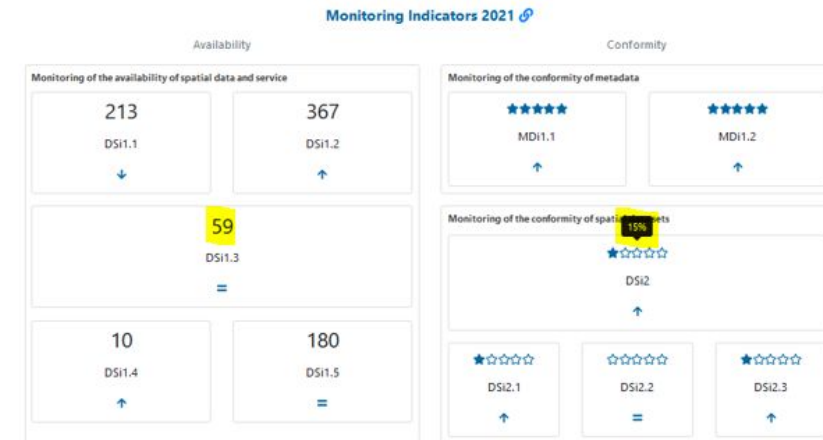 Monitoring Indicators 2021
Availability
Conformity
Monitoring of the availability of spatial data and service
213
DSi1.1
367
DSi1.2
59
DSi1.3
10
DSi1.4
180
DSi1.5
Monitoring of the conformity of metadata
MDi1.1
MDi1.2
Monitoring of the conformity of spati sets
15%
DSi2
DSi2.1
DSi2.2
DSi2.3